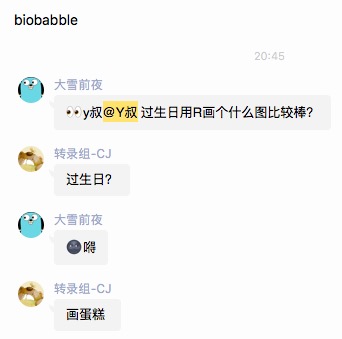 biobabble
20:45
大雪前夜
👀y叔@Y叔 过生日用R画个什么图比较棒?
转录组-CJ
过生日?
大雪前夜
🌚嘚
转录组-CJ
画蛋糕